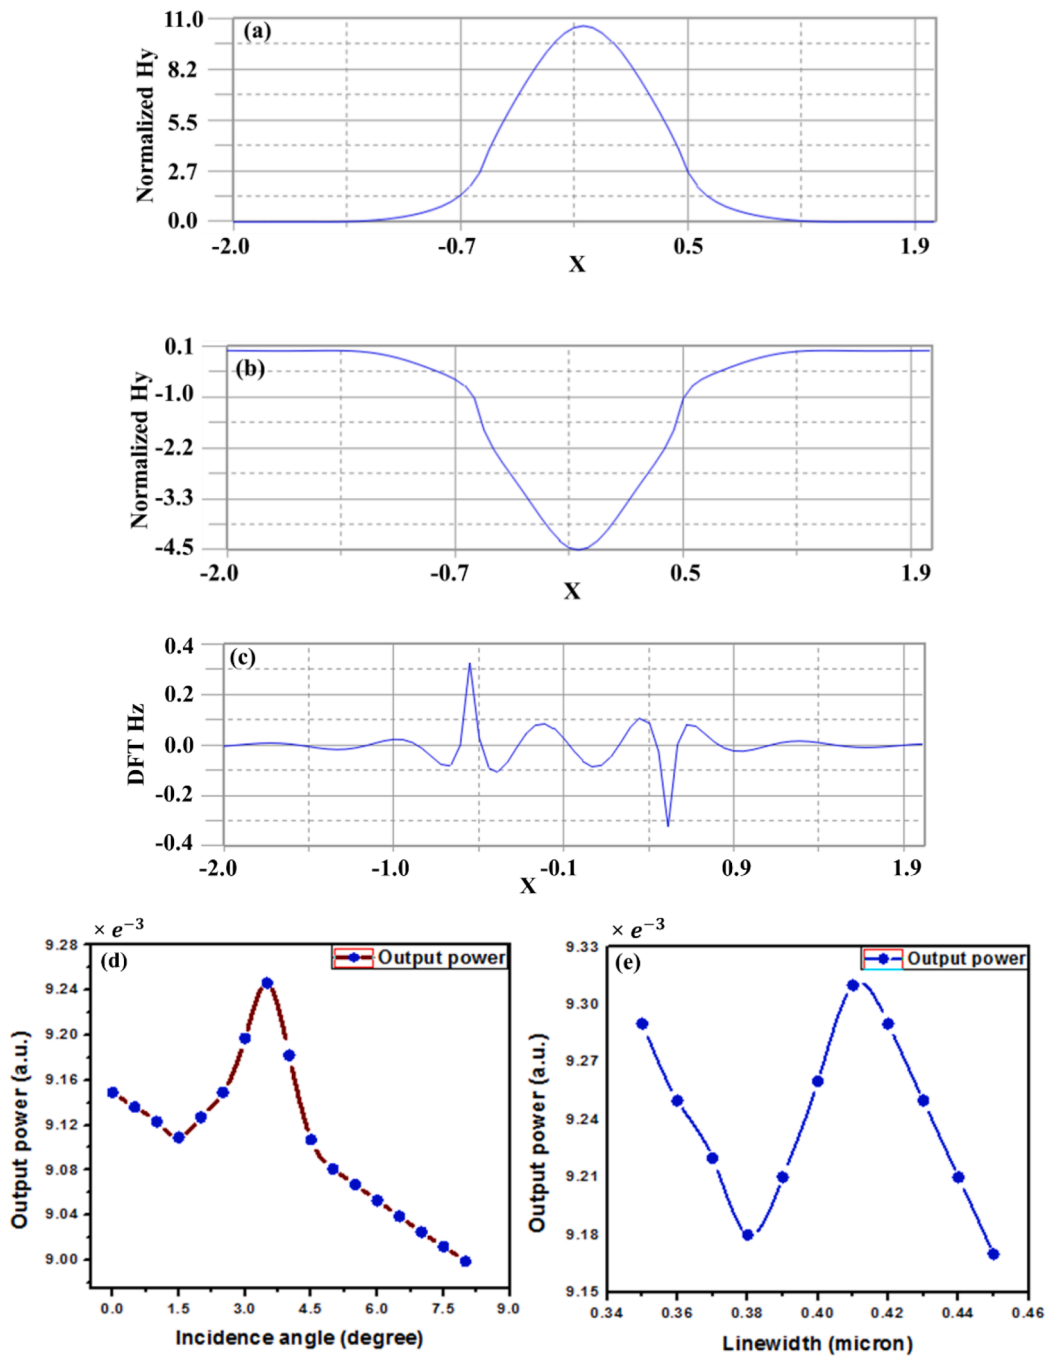 (a)
Normalized Hy
11.0
8.2
5.5
2.7
0.0
-2.0 -0.7 0.5 1.9
X
(b)
Normalized Hy
0.1
-1.0
-2.2
-3.3
-4.5
-2.0 -0.7 0.5 1.9
X
(c)
DFT Hz
0.4
0.2
0.0
-0.2
-0.4
-2.0 -1.0 -0.1 0.9 1.9
X
× e⁻³
(d)
Output power
Output power (a.u.)
9.28
9.24
9.20
9.16
9.12
9.08
9.04
9.00
0.0 1.5 3.0 4.5 6.0 7.5 9.0
Incidence angle (degree)
× e⁻³
(e)
Output power
Output power (a.u.)
9.33
9.30
9.27
9.24
9.21
9.18
9.15
0.34 0.36 0.38 0.40 0.42 0.44 0.46
Linewidth (micron)